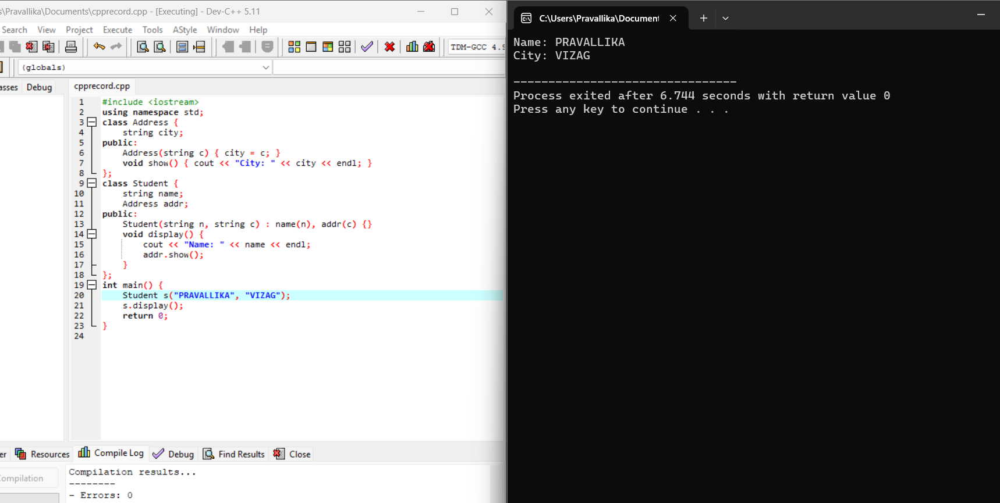 s\Pravallika\Documents\cpprecord.cpp - [Executing] - Dev-C++ 5.11
Search View Project Execute Tools AStyle Window Help
TDM-GCC 4.9
(globals)
asses Debug
cpprecord.cpp
1 #include <iostream>
2 using namespace std;
3 class Address {
4 string city;
5 public:
6 Address(string c) { city = c; }
7 void show() { cout << "City: " << city << endl; }
8 };
9 class Student {
10 string name;
11 Address addr;
12 public:
13 Student(string n, string c) : name(n), addr(c) {}
14 void display() {
15 cout << "Name: " << name << endl;
16 addr.show();
17 }
18 };
19 int main() {
20 Student s("PRAVALLIKA", "VIZAG");
21 s.display();
22 return 0;
23 }
24
er Resources Compile Log Debug Find Results Close
ompilation
Compilation results...
--------
- Errors: 0
C:\Users\Pravallika\Document
Name: PRAVALLIKA
City: VIZAG
--------------------------------
Process exited after 6.744 seconds with return value 0
Press any key to continue . . .